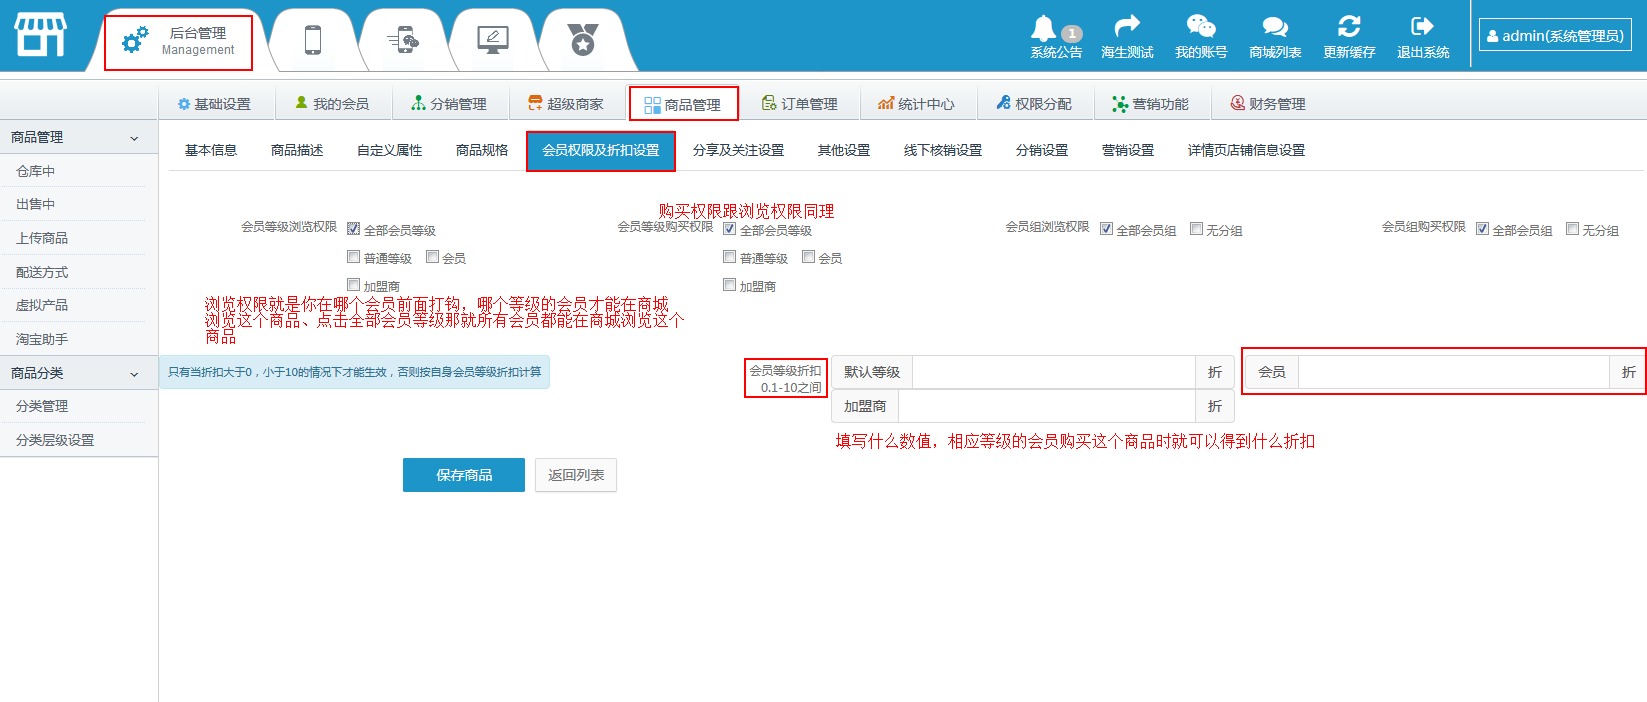 后台管理
Management
1
系统公告
海生测试
我的账号
商城列表
更新缓存
退出系统
admin(系统管理员)
基础设置
我的会员
分销管理
超级商家
商品管理
订单管理
统计中心
权限分配
营销功能
财务管理
商品管理
仓库中
出售中
上传商品
配送方式
虚拟产品
淘宝助手
商品分类
分类管理
分类层级设置
基本信息
商品描述
自定义属性
商品规格
会员权限及折扣设置
分享及关注设置
其他设置
线下核销设置
分销设置
营销设置
详情页店铺信息设置
购买权限跟浏览权限同理
会员等级浏览权限
全部会员等级
普通等级
会员
加盟商
会员等级购买权限
全部会员等级
普通等级
会员
加盟商
会员组浏览权限
全部会员组
无分组
会员组购买权限
全部会员组
无分组
浏览权限就是你在哪个会员前面打钩，哪个等级的会员才能在商城
浏览这个商品、点击全部会员等级那就所有会员都能在商城浏览这个
商品
只有当折扣大于0，小于10的情况下才能生效，否则按自身会员等级折扣计算
会员等级折扣
0.1-10之间
默认等级
折
会员
折
加盟商
折
填写什么数值，相应等级的会员购买这个商品时就可以得到什么折扣
保存商品
返回列表